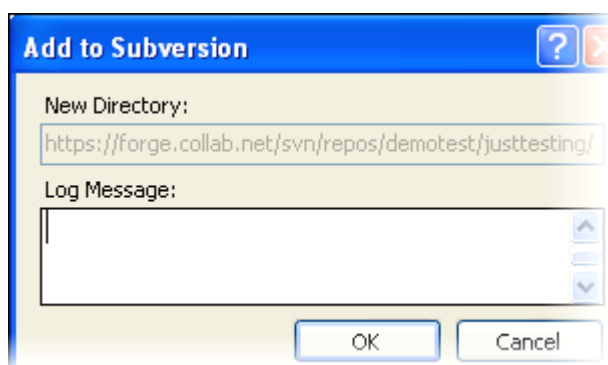 Add to Subversion
New Directory:
https://forge.collab.net/svn/repos/demotest/justtesting/
Log Message:
OK
Cancel